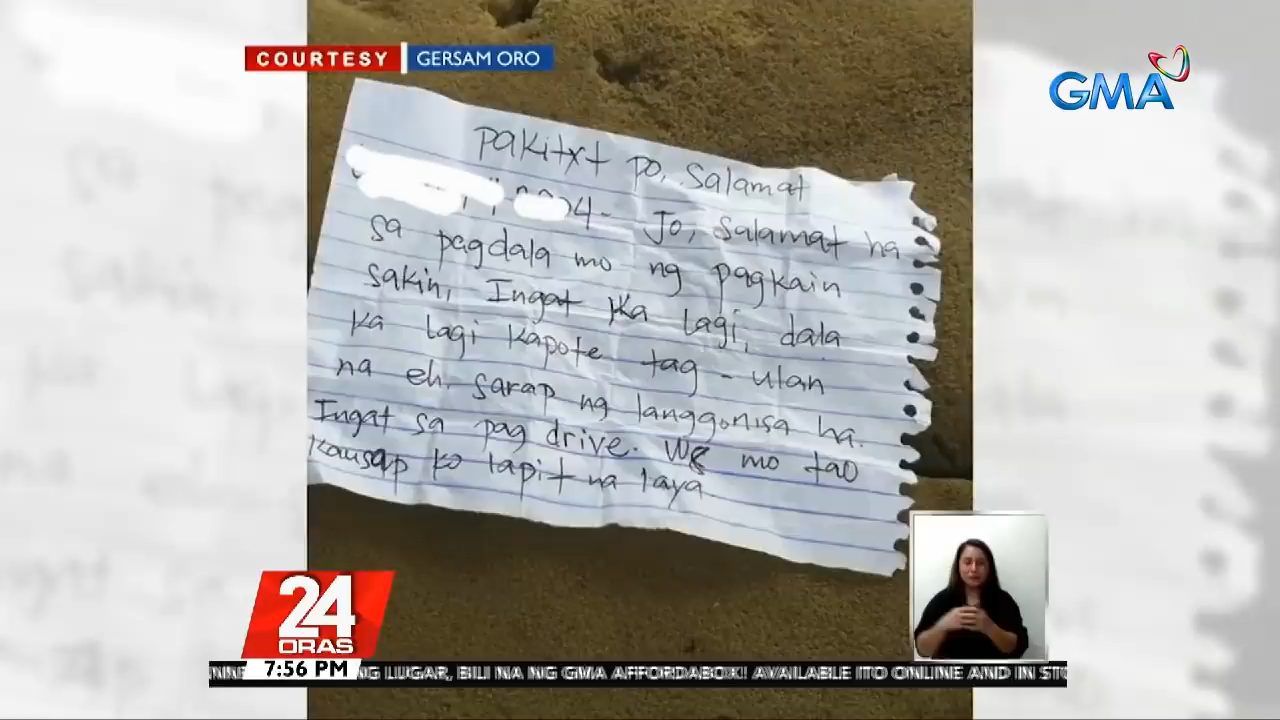 COURTESY GERSAM ORO
GMA
pakitxt po, salamat
04- Jo, salamat ha
sa pagdala mo ng pagkain
sakin, Ingat Ka lagi, dala
ka lagi kapote tag-ulan
na eh. sarap ng langgonisa ha.
Ingat sa pag drive. We mo tao
kausap ko lapit na laya
24
ORAS
7:56 PM
NG LUGAR, BILI NA NG GMA AFFORDABOX! AVAILABLE ITO ONLINE AND IN